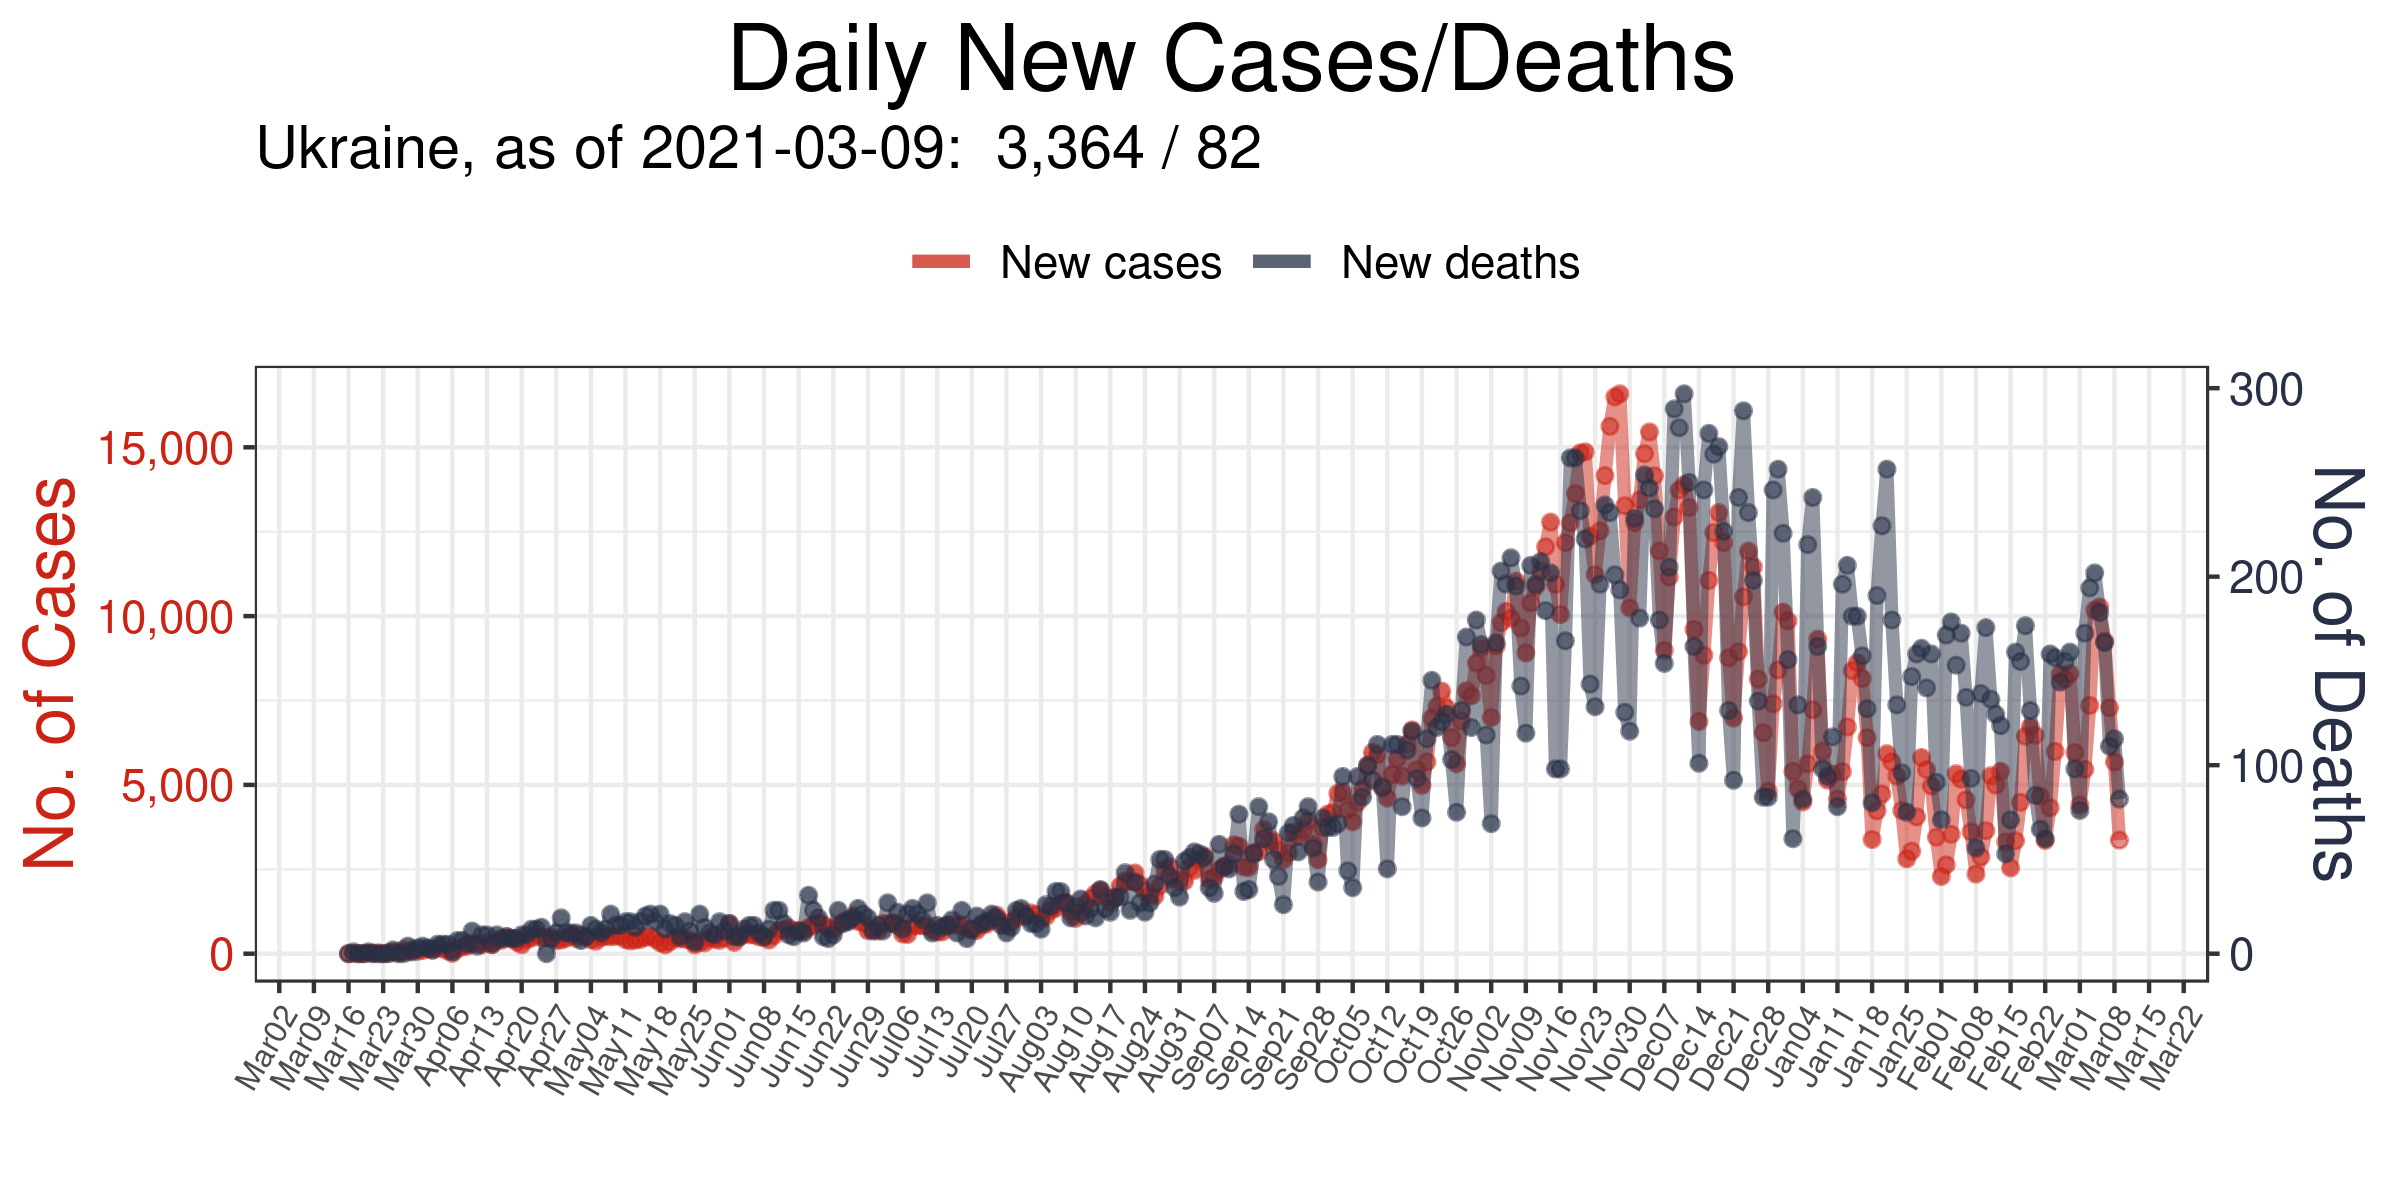 Daily New Cases/Deaths
Ukraine, as of 2021-03-09:  3,364 / 82
New cases New deaths
No. of Cases
15,000
10,000
5,000
0
300
200
100
0
No. of Deaths
Mar02 Mar09 Mar16 Mar23 Mar30 Apr06 Apr13 Apr20 Apr27 May04 May11 May18 May25 Jun01 Jun08 Jun15 Jun22 Jun29 Jul06 Jul13 Jul20 Jul27 Aug03 Aug10 Aug17 Aug24 Aug31 Sep07 Sep14 Sep21 Sep28 Oct05 Oct12 Oct19 Oct26 Nov02 Nov09 Nov16 Nov23 Nov30 Nov07 Dec14 Dec14 Dec21 Dec28 Dec04 Jan11 Jan18 Jan25 Jan25 Feb01 Feb08 Feb15 Feb22 Mar01 Mar08 Mar15 Mar22